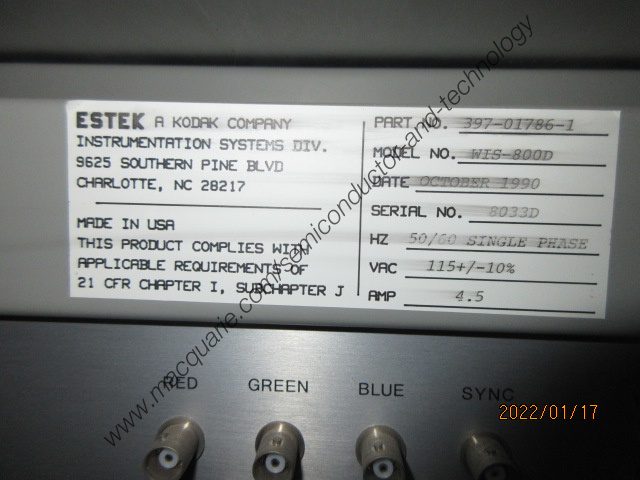 ESTEK A KODAK COMPANY
INSTRUMENTATION SYSTEMS DIV.
9625 SOUTHERN PINE BLVD
CHARLOTTE, NC 28217
MADE IN USA
THIS PRODUCT COMPLIES WITH
APPLICABLE REQUIREMENTS OF
21 CFR CHAPTER I, SUBCHAPTER J
PART NO. 397-01786-1
MODEL NO. WIS-800D
DATE OCTOBER 1990
SERIAL NO. 8033D
HZ 50/60 SINGLE PHASE
VAC 115+/-10%
AMP 4.5
RED GREEN BLUE SYNC
2022/01/17
www.macquarie.com/semiconductor-and-technology